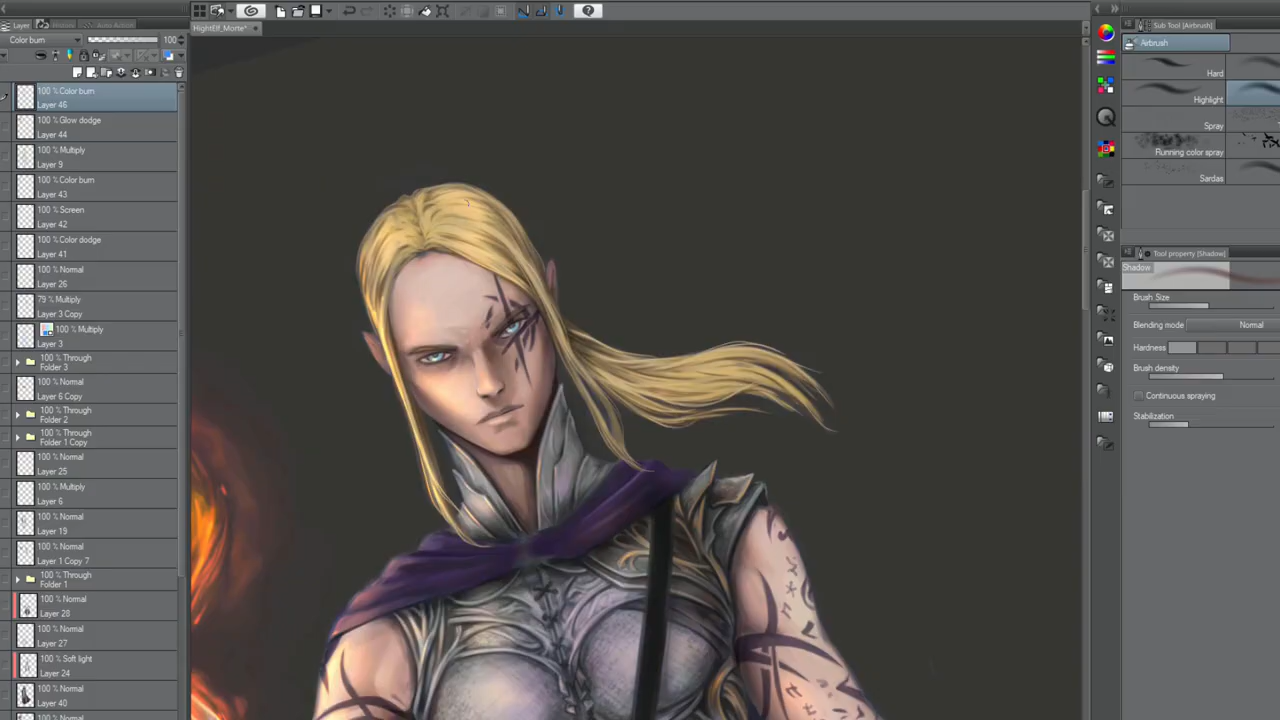 Layer
History
Auto Action
Color burn
100
100 % Color burn
Layer 46
100 % Glow dodge
Layer 44
100 % Multiply
Layer 9
100 % Color burn
Layer 43
100 % Screen
Layer 42
100 % Color dodge
Layer 41
100 % Normal
Layer 26
79 % Multiply
Layer 3 Copy
100 % Multiply
Layer 3
100 % Through
Folder 3
100 % Normal
Layer 6 Copy
100 % Through
Folder 2
100 % Through
Folder 1 Copy
100 % Normal
Layer 25
100 % Multiply
Layer 6
100 % Normal
Layer 19
100 % Normal
Layer 1 Copy 7
100 % Through
Folder 1
100 % Normal
Layer 28
100 % Normal
Layer 27
100 % Soft light
Layer 24
100 % Normal
Layer 40
100 % Normal
HightElf_Morte*
Sub Tool [Airbrush]
Airbrush
Hard
Highlight
Spray
Running color spray
Sardas
Tool property [Shadow]
Shadow
Brush Size
Blending mode Normal
Hardness
Brush density
Continuous spraying
Stabilization